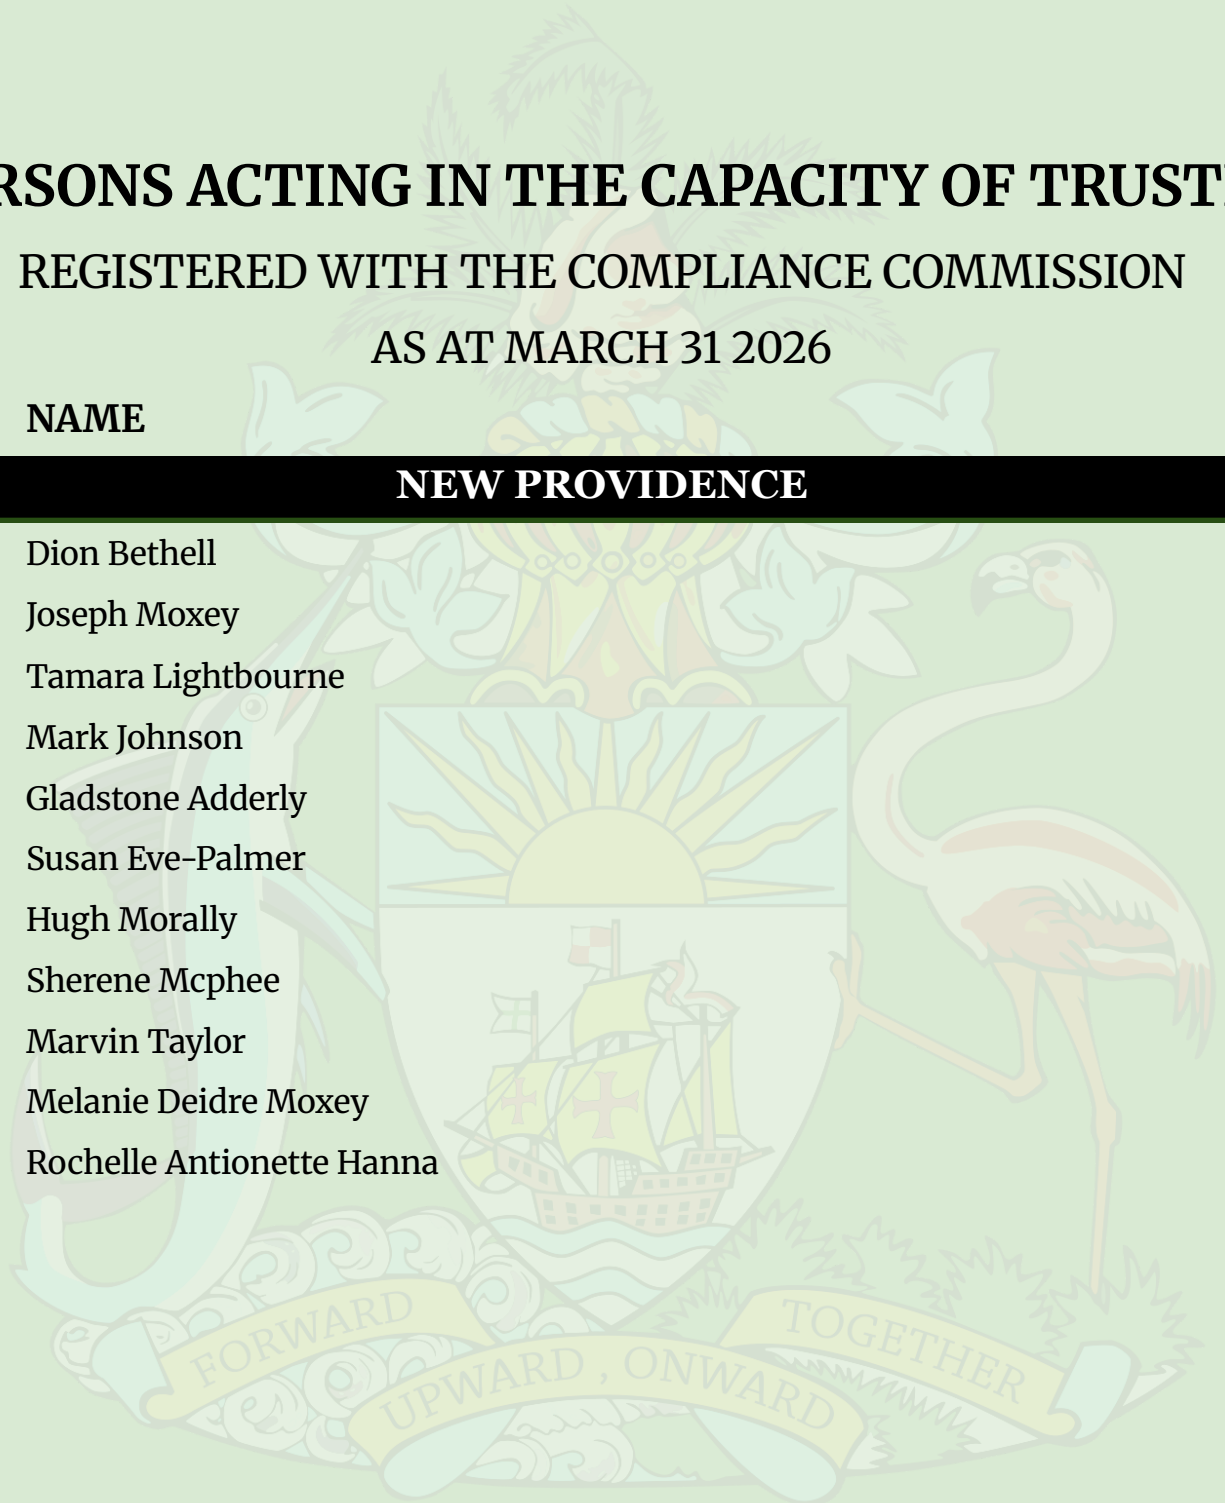 RSONS ACTING IN THE CAPACITY OF TRUST
REGISTERED WITH THE COMPLIANCE COMMISSION
AS AT MARCH 31 2026
NAME
NEW PROVIDENCE
Dion Bethell
Joseph Moxey
Tamara Lightbourne
Mark Johnson
Gladstone Adderly
Susan Eve-Palmer
Hugh Morally
Sherene Mcphee
Marvin Taylor
Melanie Deidre Moxey
Rochelle Antionette Hanna
FORWARD
UPWARD , ONWARD
TOGETHER